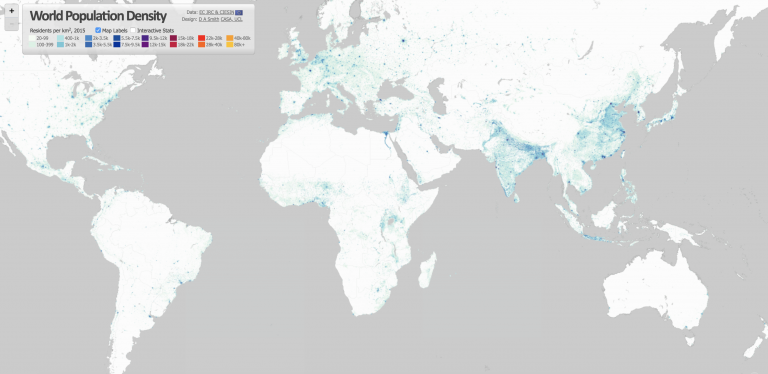 +
World Population Density
Data: EC JRC & CIESIN
Design: D A Smith CASA, UCL
Residents per km², 2015 Map Labels Interactive Stats
20-99 400-1k 2k-3.5k 5.5k-7.5k 9.5k-12k 15k-18k 22k-28k 40k-60k
100-399 1k-2k 3.5k-5.5k 7.5k-9.5k 12k-15k 18k-22k 28k-40k 60k+